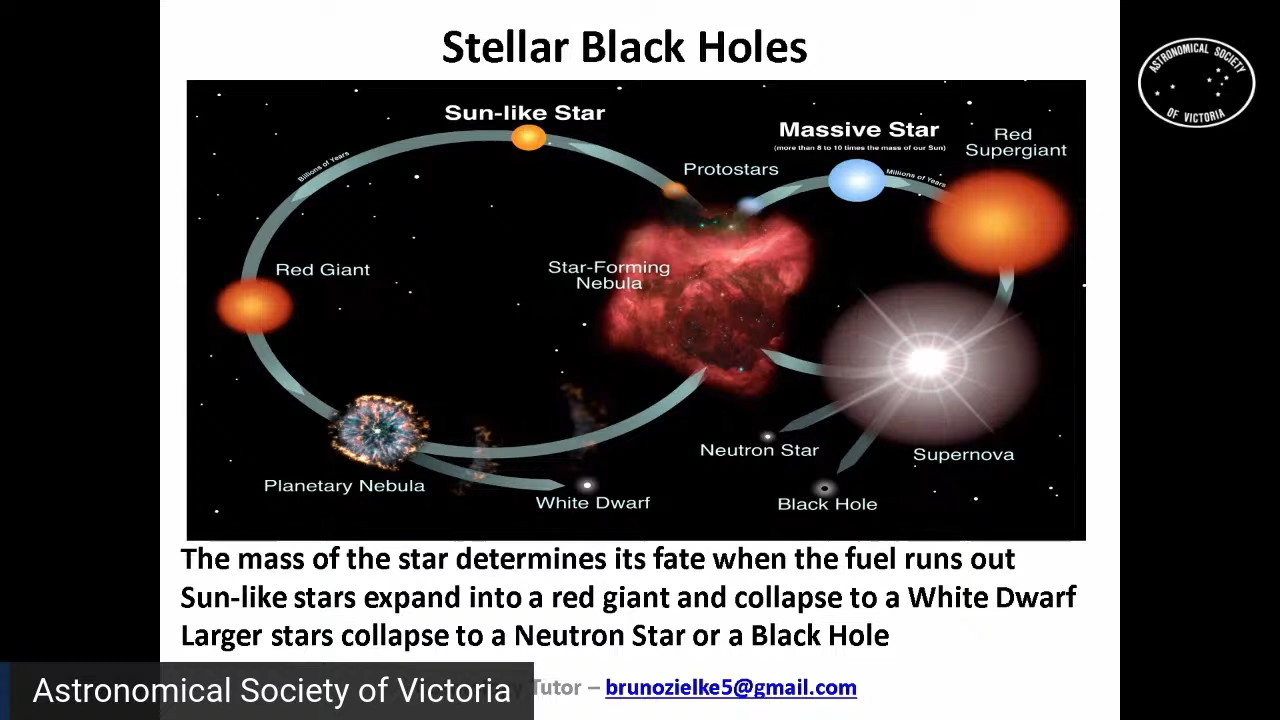 Stellar Black Holes
ASTRONOMICAL SOCIETY
OF VICTORIA
Sun-like Star
Massive Star
(more than 8 to 10 times the mass of our Sun)
Red
Supergiant
Protostars
Billions of Years
Millions of Years
Red Giant
Star-Forming
Nebula
Neutron Star
Supernova
Planetary Nebula
White Dwarf
Black Hole
The mass of the star determines its fate when the fuel runs out
Sun-like stars expand into a red giant and collapse to a White Dwarf
Larger stars collapse to a Neutron Star or a Black Hole
Astronomical Society of Victoria
Tutor – brunozielke5@gmail.com